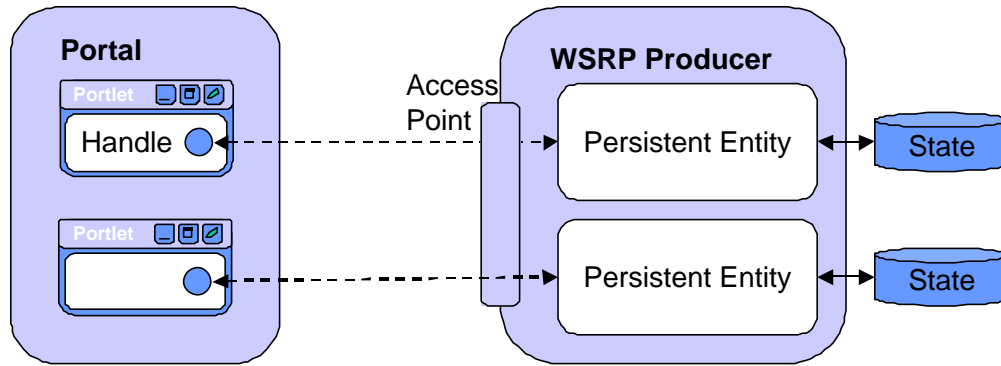 Portal
Portlet
Handle
Portlet
Access
Point
WSRP Producer
Persistent Entity
State
Persistent Entity
State